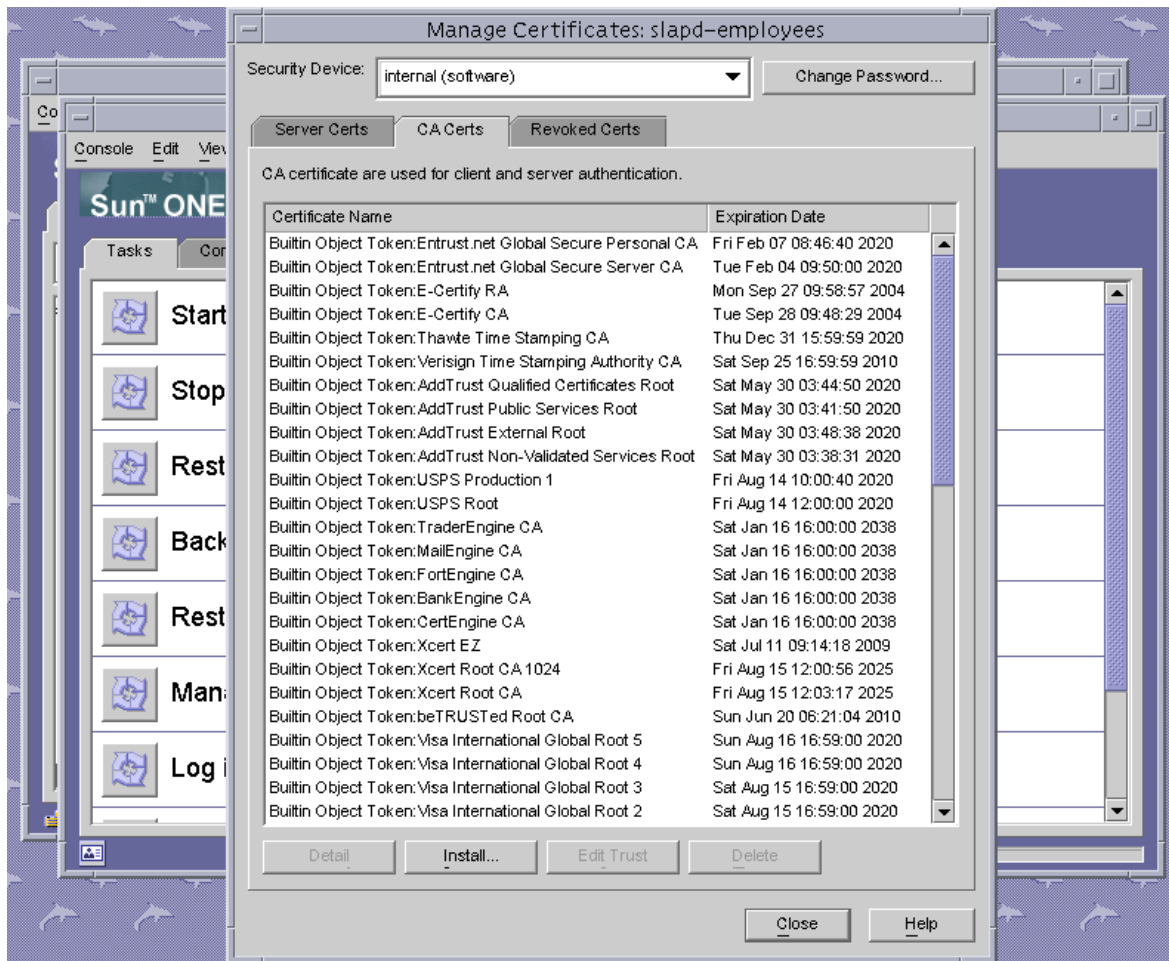 Manage Certificates: slapd-employees
Security Device: internal (software) Change Password...
Co
Server Certs CA Certs Revoked Certs
Console Edit View
CA certificate are used for client and server authentication.
Sun™ ONE
Certificate Name Expiration Date
Tasks Cor
Builtin Object Token:Entrust.net Global Secure Personal CA Fri Feb 07 08:46:40 2020
Builtin Object Token:Entrust.net Global Secure Server CA Tue Feb 04 09:50:00 2020
Builtin Object Token:E-Certify RA Mon Sep 27 09:58:57 2004
Start
Builtin Object Token:E-Certify CA Tue Sep 28 09:48:29 2004
Builtin Object Token:Thawte Time Stamping CA Thu Dec 31 15:59:59 2020
Builtin Object Token:Verisign Time Stamping Authority CA Sat Sep 25 16:59:59 2010
Builtin Object Token:AddTrust Qualified Certificates Root Sat May 30 03:44:50 2020
Stop
Builtin Object Token:AddTrust Public Services Root Sat May 30 03:41:50 2020
Builtin Object Token:AddTrust External Root Sat May 30 03:48:38 2020
Builtin Object Token:AddTrust Non-Validated Services Root Sat May 30 03:38:31 2020
Rest
Builtin Object Token:USPS Production 1 Fri Aug 14 10:00:40 2020
Builtin Object Token:USPS Root Fri Aug 14 12:00:00 2020
Builtin Object Token:TraderEngine CA Sat Jan 16 16:00:00 2038
Back
Builtin Object Token:MailEngine CA Sat Jan 16 16:00:00 2038
Builtin Object Token:FortEngine CA Sat Jan 16 16:00:00 2038
Builtin Object Token:BankEngine CA Sat Jan 16 16:00:00 2038
Rest
Builtin Object Token:CertEngine CA Sat Jan 16 16:00:00 2038
Builtin Object Token:Xcert EZ Sat Jul 11 09:14:18 2009
Builtin Object Token:Xcert Root CA 1024 Fri Aug 15 12:00:56 2025
Builtin Object Token:Xcert Root CA Fri Aug 15 12:03:17 2025
Mana
Builtin Object Token:beTRUSTed Root CA Sun Jun 20 06:21:04 2010
Builtin Object Token:Visa International Global Root 5 Sun Aug 16 16:59:00 2020
Builtin Object Token:Visa International Global Root 4 Sun Aug 16 16:59:00 2020
Log i
Builtin Object Token:Visa International Global Root 3 Sat Aug 15 16:59:00 2020
Builtin Object Token:Visa International Global Root 2 Sat Aug 15 16:59:00 2020
Detail Install... Edit Trust Delete
Close Help